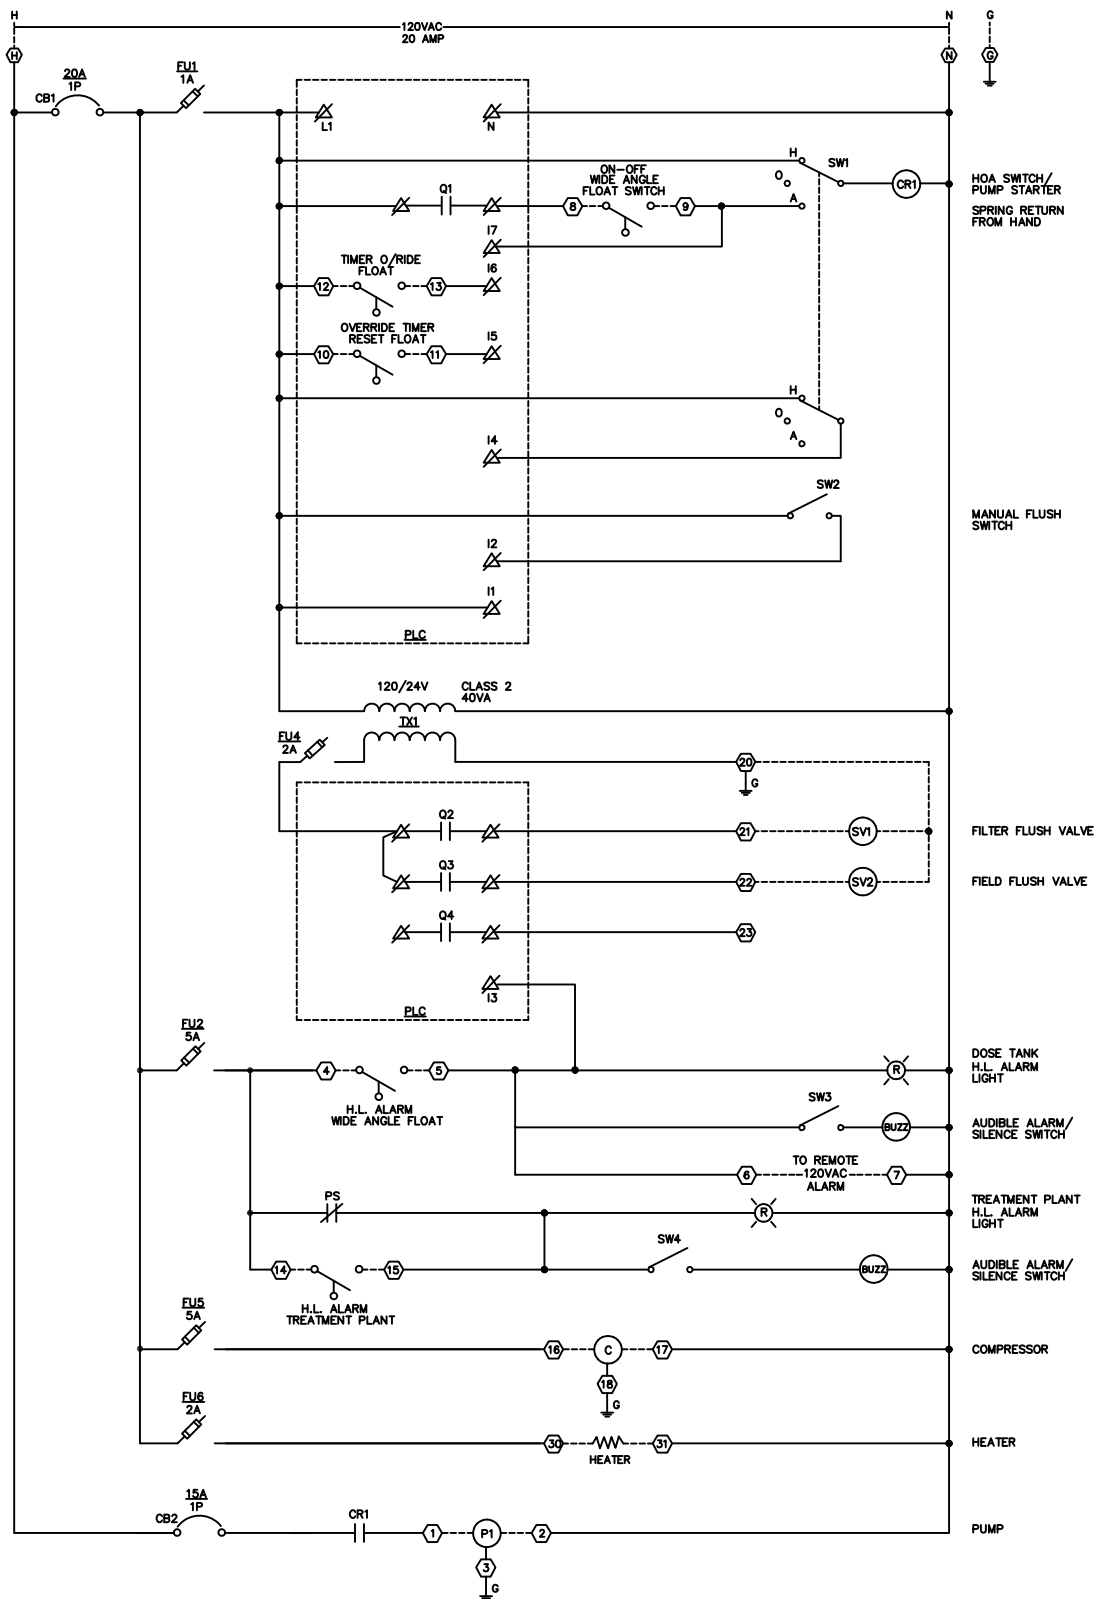 H
N
G
120VAC
20 AMP
H
N
G
20A
1P
CB1
FU1
1A
L1
N
H
SW1
O
A
CR1
HOA SWITCH/
PUMP STARTER
SPRING RETURN
FROM HAND
Q1
ON-OFF
WIDE ANGLE
FLOAT SWITCH
8
9
I7
TIMER O/RIDE
FLOAT
12
13
I6
OVERRIDE TIMER
RESET FLOAT
10
11
I5
H
O
A
I4
SW2
MANUAL FLUSH
SWITCH
I2
I1
PLC
120/24V
CLASS 2
40VA
TX1
FU4
2A
20
G
Q2
21
SV1
FILTER FLUSH VALVE
Q3
22
SV2
FIELD FLUSH VALVE
Q4
23
I3
PLC
FU2
5A
4
5
H.L. ALARM
WIDE ANGLE FLOAT
R
DOSE TANK
H.L. ALARM
LIGHT
SW3
BUZZ
AUDIBLE ALARM/
SILENCE SWITCH
6
TO REMOTE
120VAC
ALARM
7
PS
R
TREATMENT PLANT
H.L. ALARM
LIGHT
14
15
H.L. ALARM
TREATMENT PLANT
SW4
BUZZ
AUDIBLE ALARM/
SILENCE SWITCH
FU5
5A
16
C
17
18
G
COMPRESSOR
FU6
2A
30
31
HEATER
HEATER
15A
1P
CB2
CR1
1
P1
2
3
G
PUMP